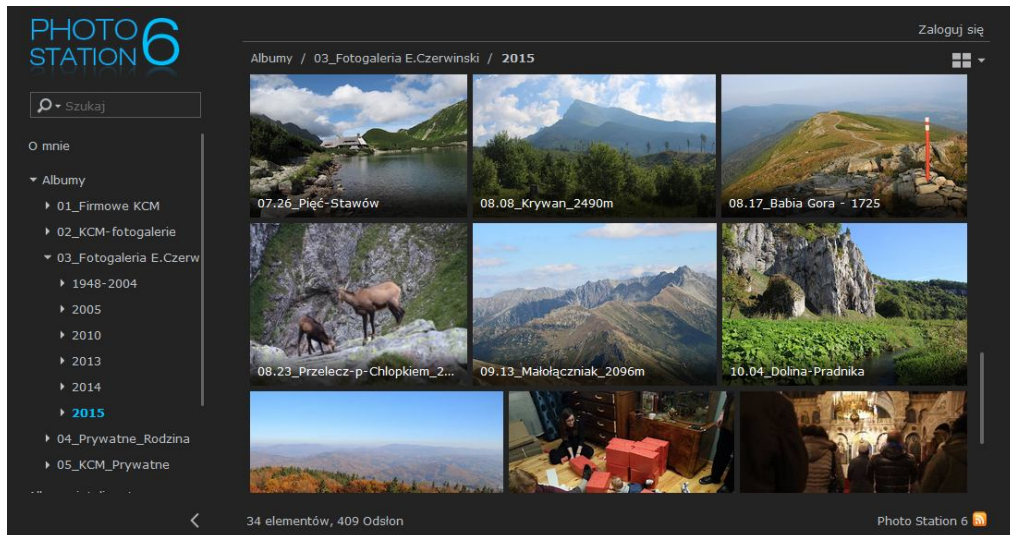 PHOTO
STATION 6
Zaloguj się
Szukaj
O mnie
Albumy
01_Firmowe KCM
02_KCM-fotogalerie
03_Fotogaleria E.Czerw
1948-2004
2005
2010
2013
2014
2015
04_Prywatne_Rodzina
05_KCM_Prywatne
Albumy / 03_Fotogaleria E.Czerwinski / 2015
07.26_Pięć-Stawów
08.08_Krywan_2490m
08.17_Babia Gora - 1725
08.23_Przelecz-p-Chlopkiem_2...
09.13_Małołączniak_2096m
10.04_Dolina-Pradnika
34 elementów, 409 Odsłon
Photo Station 6